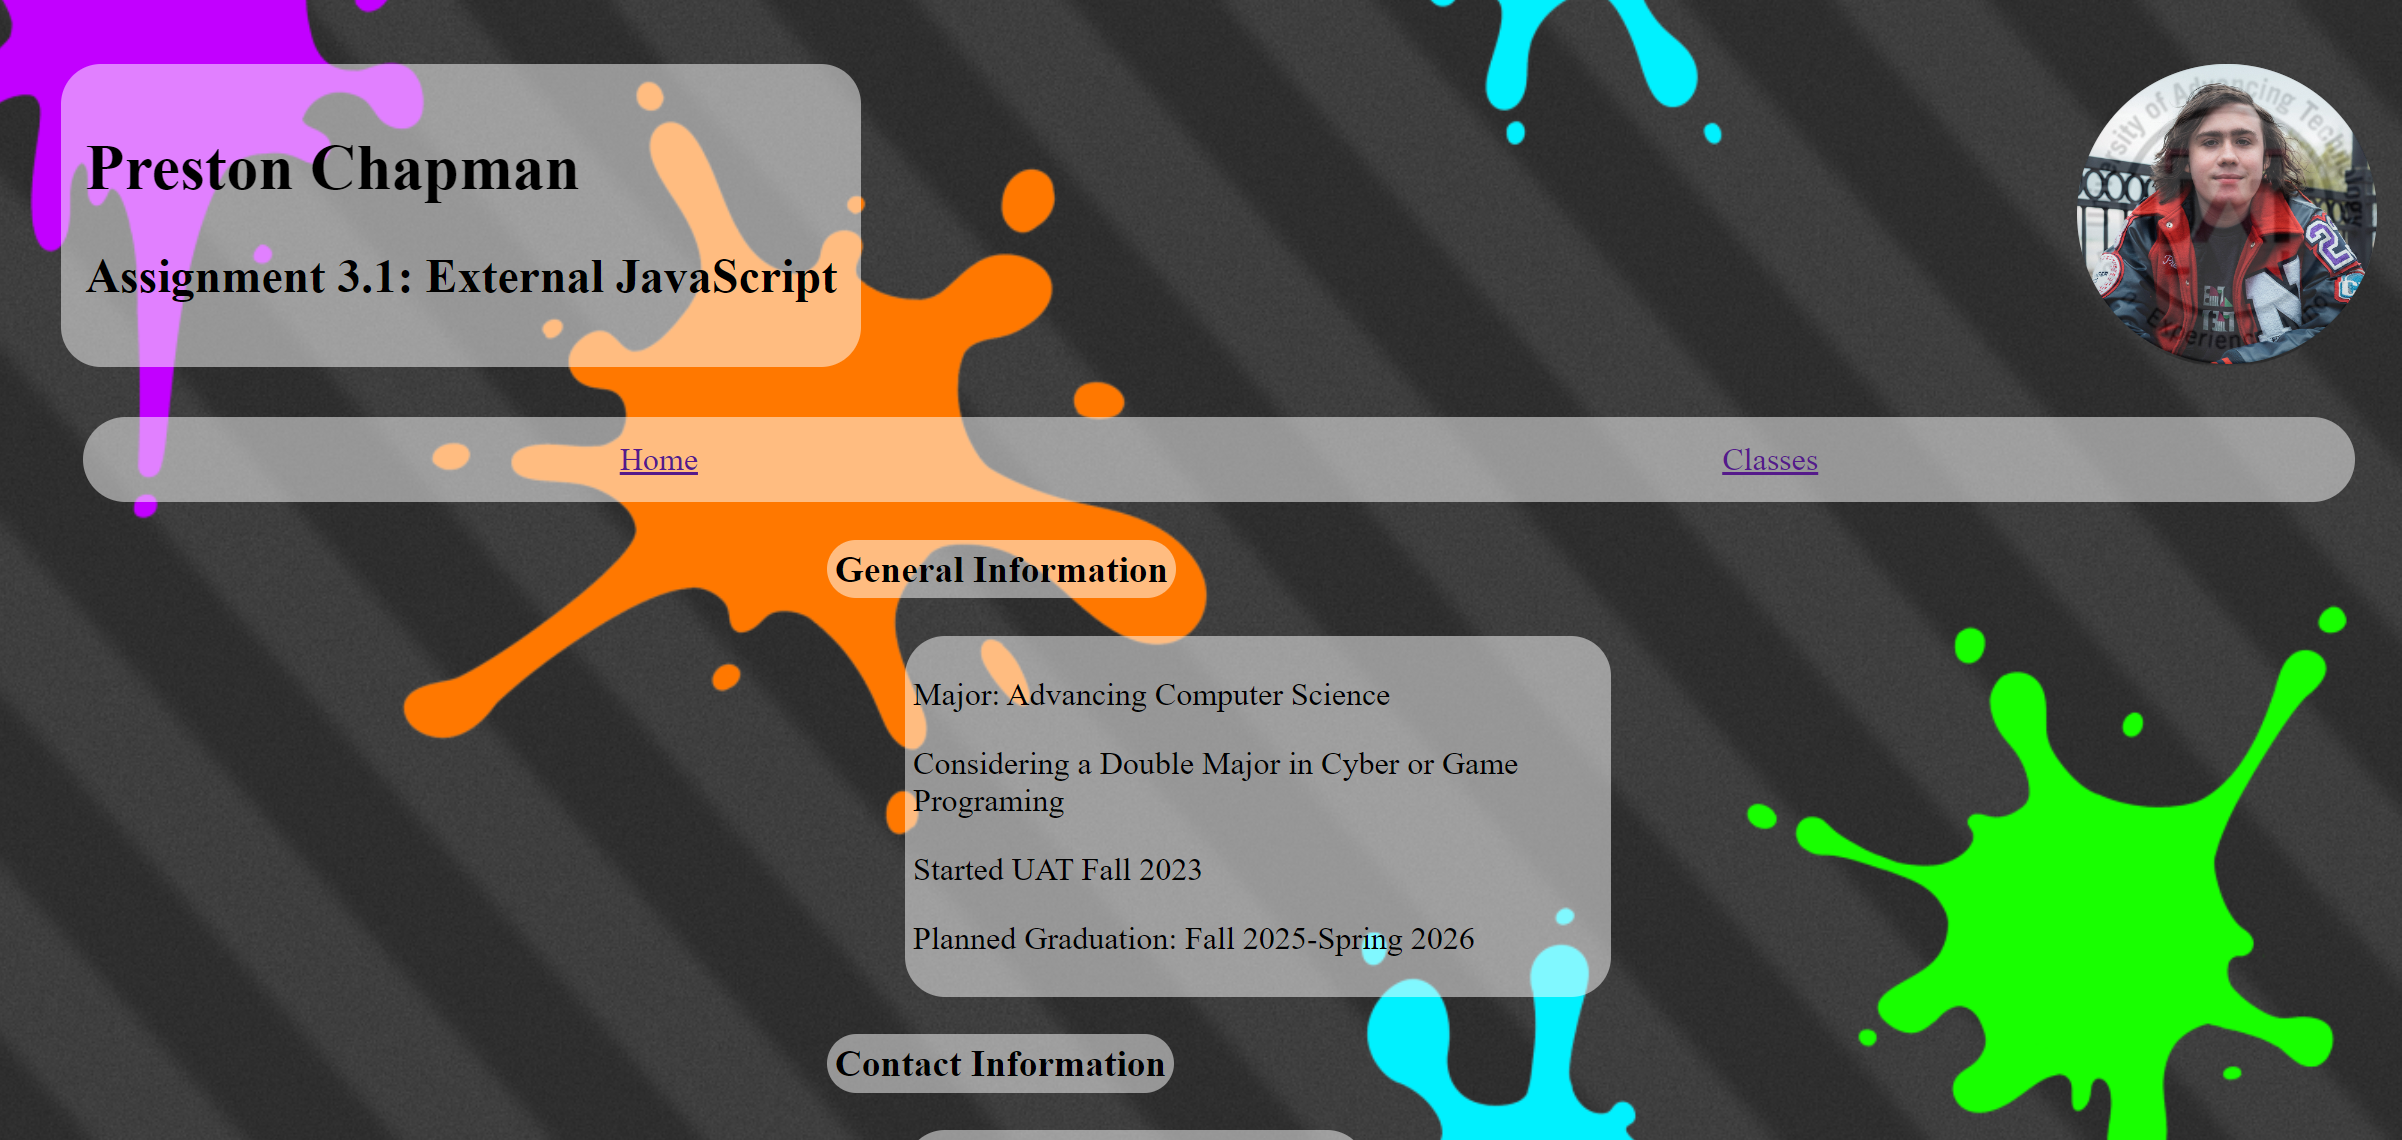 Preston Chapman
Assignment 3.1: External JavaScript
Home
Classes
General Information
Major: Advancing Computer Science
Considering a Double Major in Cyber or Game
Programing
Started UAT Fall 2023
Planned Graduation: Fall 2025-Spring 2026
Contact Information